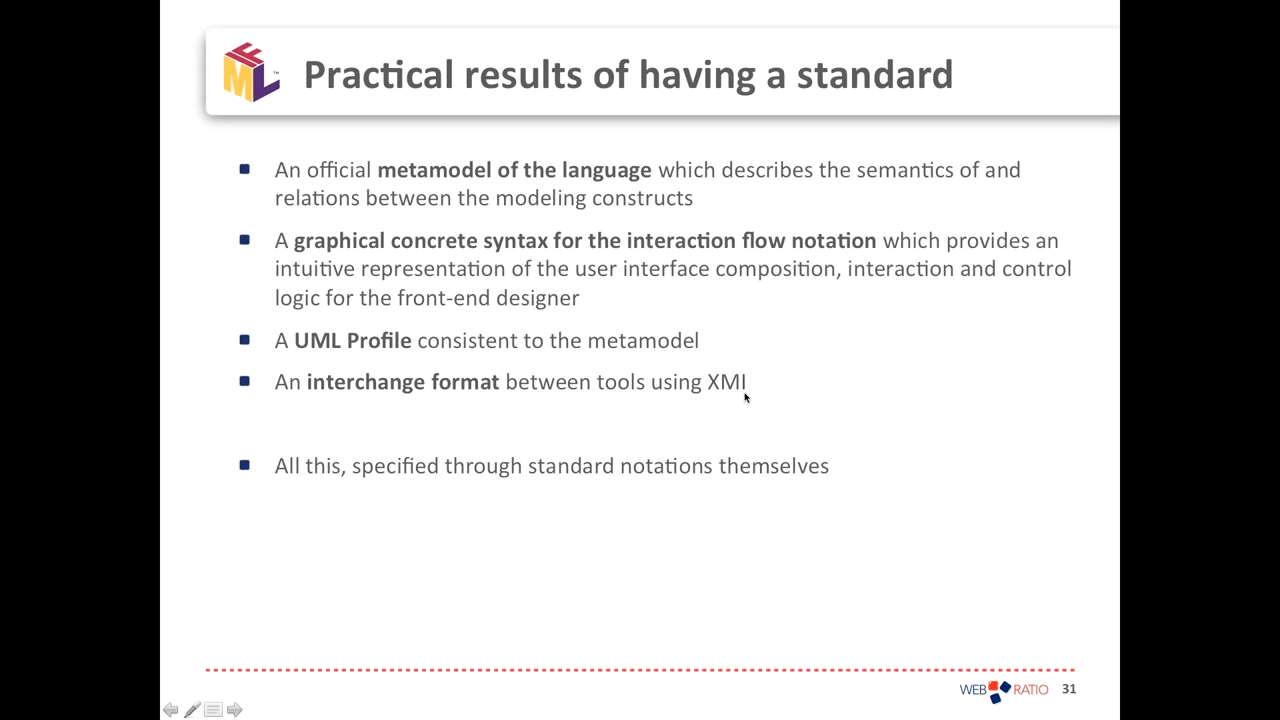 IFML™
Practical results of having a standard
An official metamodel of the language which describes the semantics of and
relations between the modeling constructs
A graphical concrete syntax for the interaction flow notation which provides an
intuitive representation of the user interface composition, interaction and control
logic for the front-end designer
A UML Profile consistent to the metamodel
An interchange format between tools using XMI
All this, specified through standard notations themselves
WEB RATIO 31